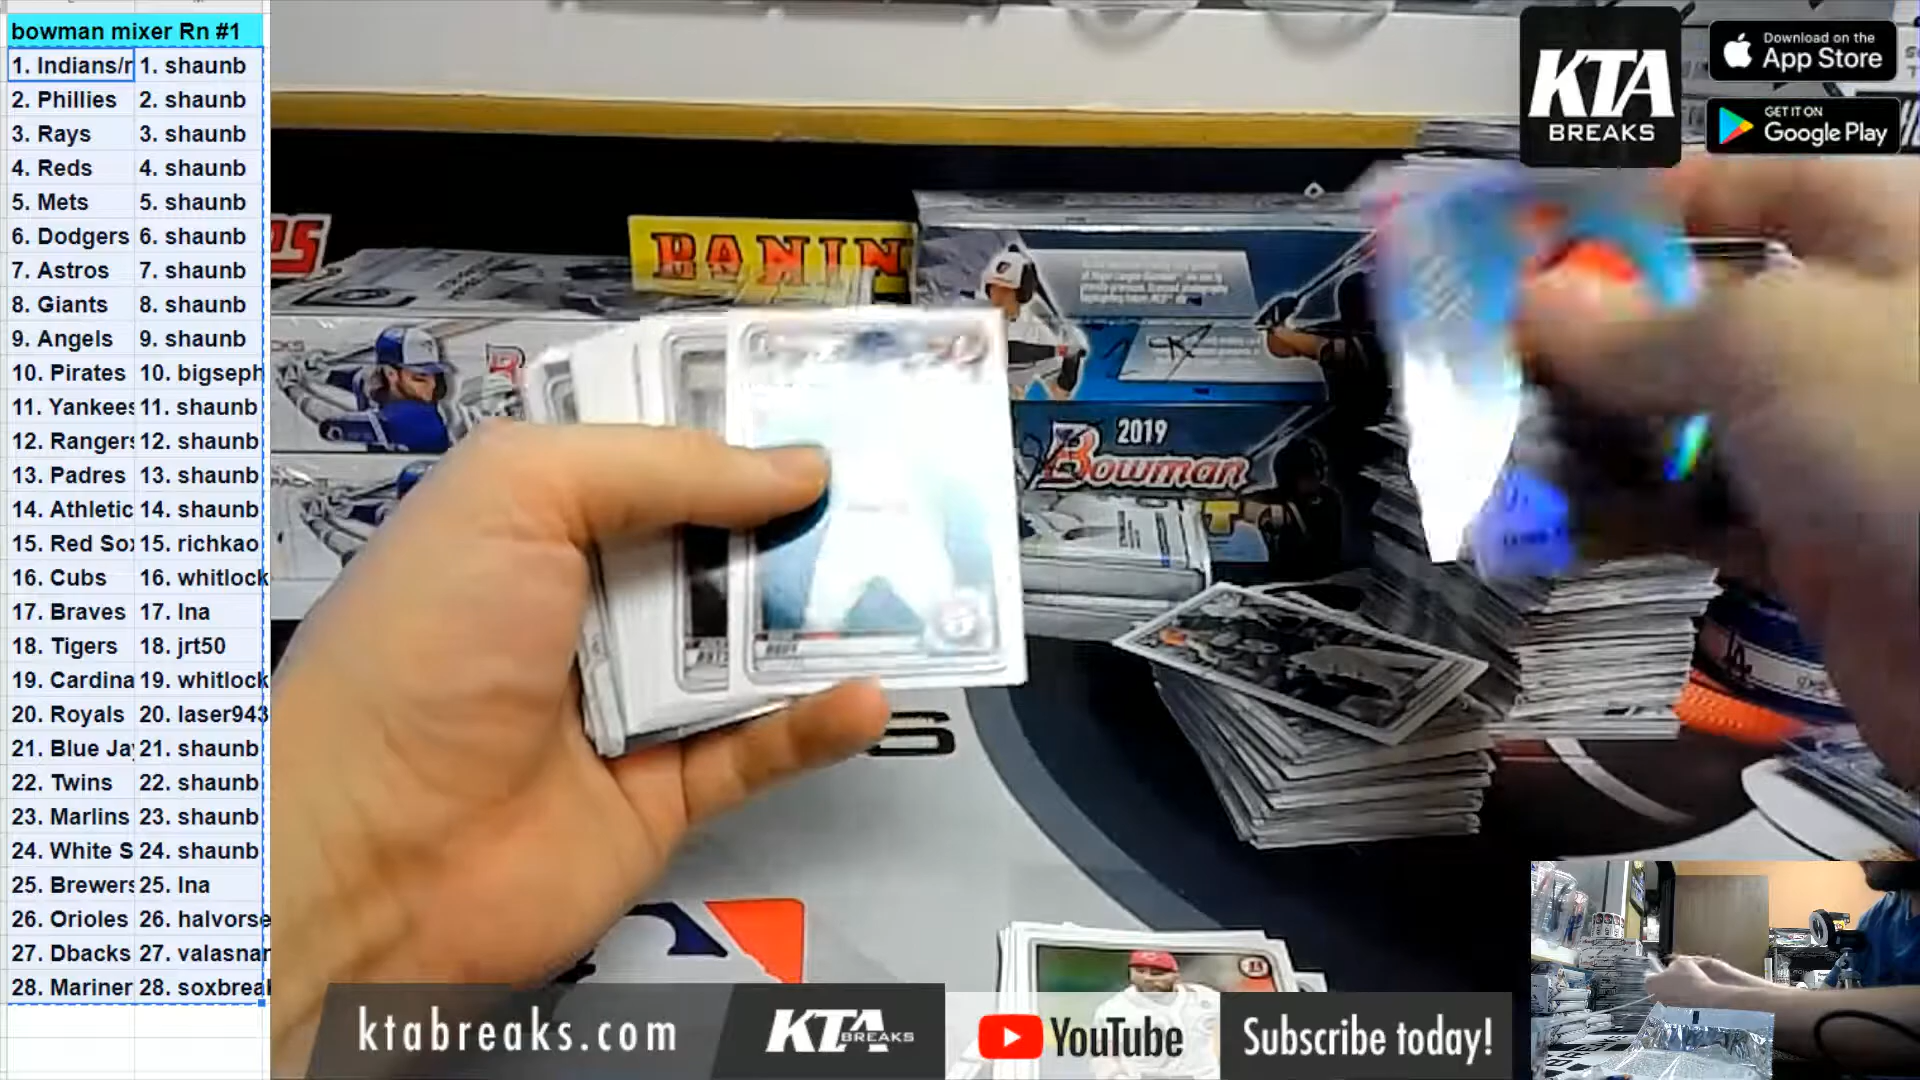 bowman mixer Rn #1
1. Indians/r 1. shaunb
2. Phillies 2. shaunb
3. Rays 3. shaunb
4. Reds 4. shaunb
5. Mets 5. shaunb
6. Dodgers 6. shaunb
7. Astros 7. shaunb
8. Giants 8. shaunb
9. Angels 9. shaunb
10. Pirates 10. bigseph
11. Yankees 11. shaunb
12. Rangers 12. shaunb
13. Padres 13. shaunb
14. Athletic 14. shaunb
15. Red Sox 15. richkao
16. Cubs 16. whitlock
17. Braves 17. lna
18. Tigers 18. jrt50
19. Cardina 19. whitlock
20. Royals 20. laser943
21. Blue Jay 21. shaunb
22. Twins 22. shaunb
23. Marlins 23. shaunb
24. White S 24. shaunb
25. Brewers 25. lna
26. Orioles 26. halvorse
27. Dbacks 27. valasnar
28. Mariner 28. soxbreak
KTA
BREAKS
Download on the
App Store
GET IT ON
Google Play
PANINI
2019
Bowman
ktabreaks.com
KTA BREAKS
YouTube
Subscribe today!